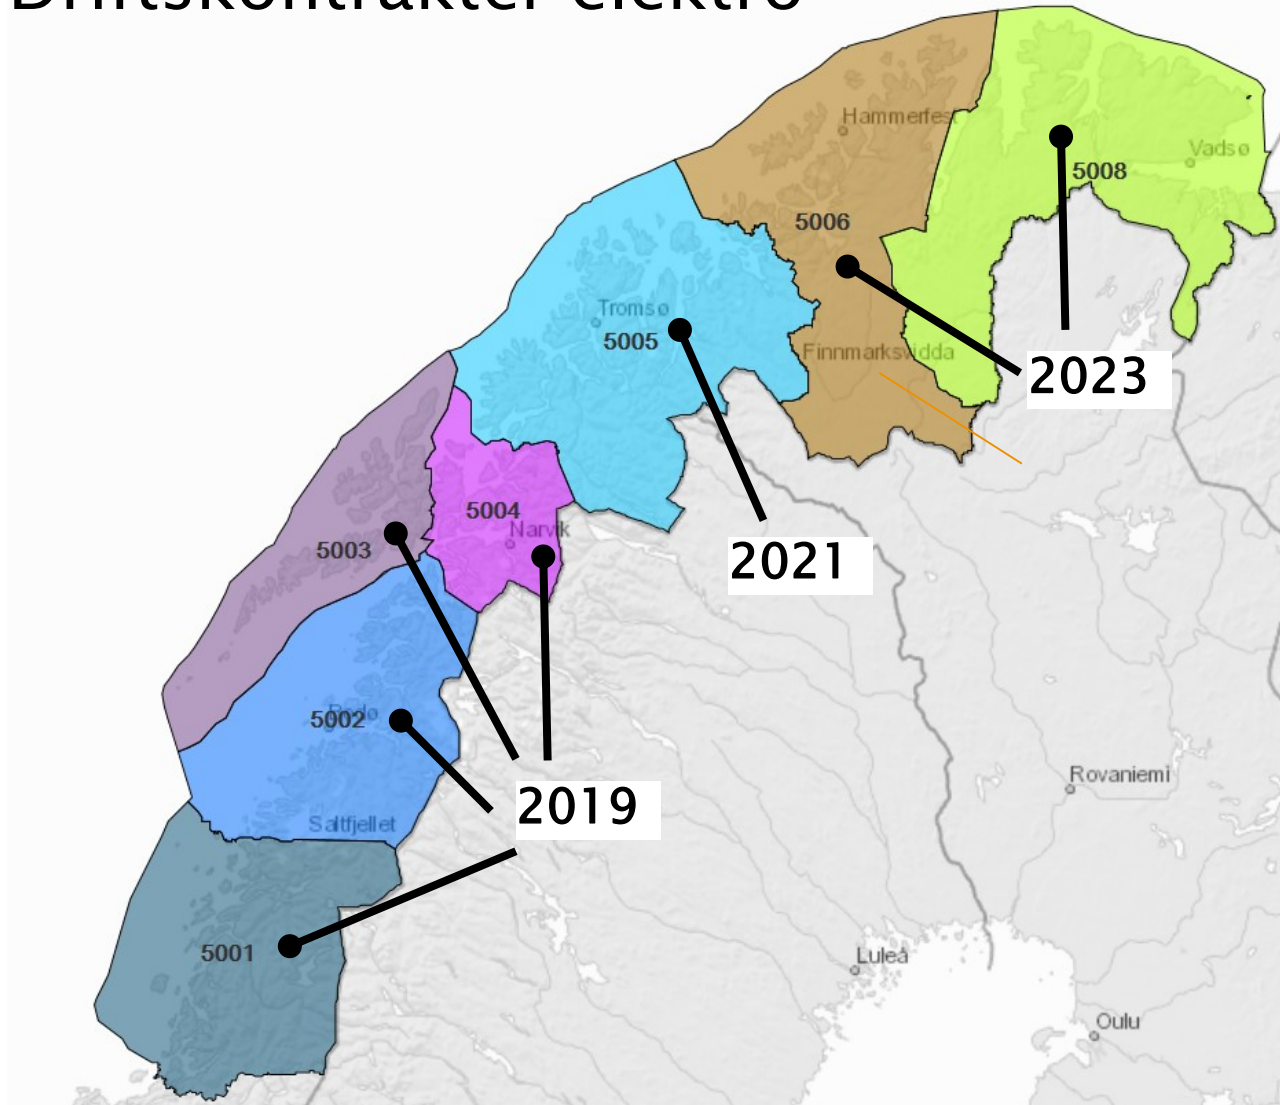 Driftskontrakter elektro
Hammerfest
Vadsø
5008
5006
Tromsø
5005
Finnmarksvidda
2023
5004
Narvik
5003
2021
5002
Bodø
Rovaniemi
2019
Saltfjellet
5001
Luleå
Oulu